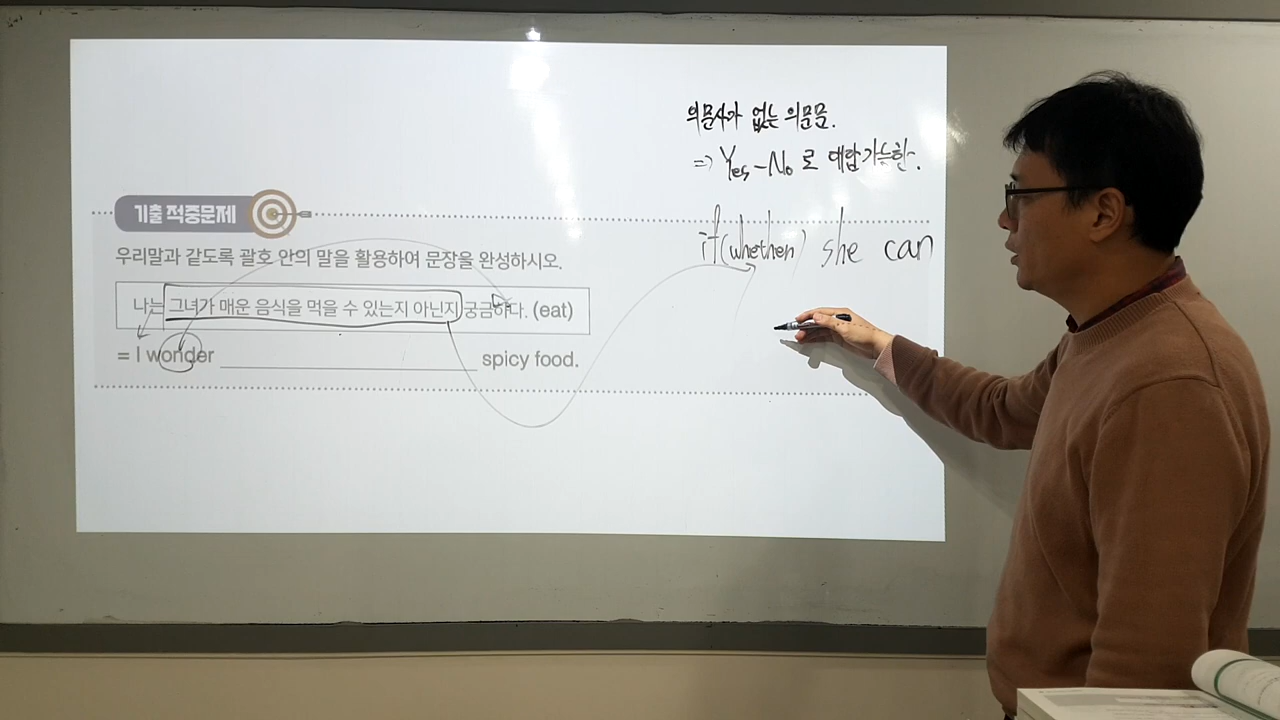 의문사가 없는 의문문.
=> Yes-No 로 대답가능한.
if(whether) she can
기출 적중문제
우리말과 같도록 괄호 안의 말을 활용하여 문장을 완성하시오.
나는 그녀가 매운 음식을 먹을 수 있는지 아닌지 궁금하다. (eat)
= I wonder ______________________ spicy food.